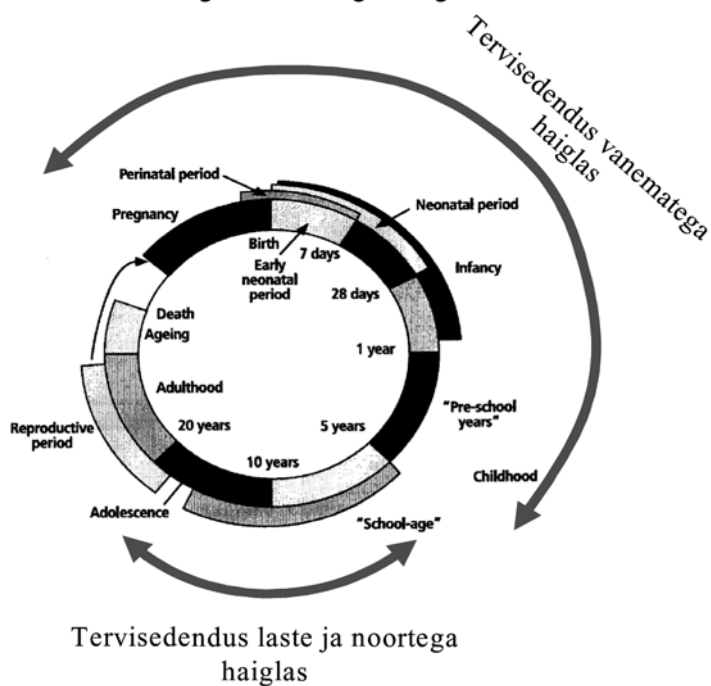 Tervisedendus vanematega
haiglas
Perinatal period
Neonatal period
Pregnancy
Birth
7 days
Early
neonatal
period
Infancy
28 days
Death
Ageing
1 year
Adulthood
"Pre-school
years"
20 years
5 years
Reproductive
period
10 years
Childhood
Adolescence
"School-age"
Tervisedendus laste ja noortega
haiglas